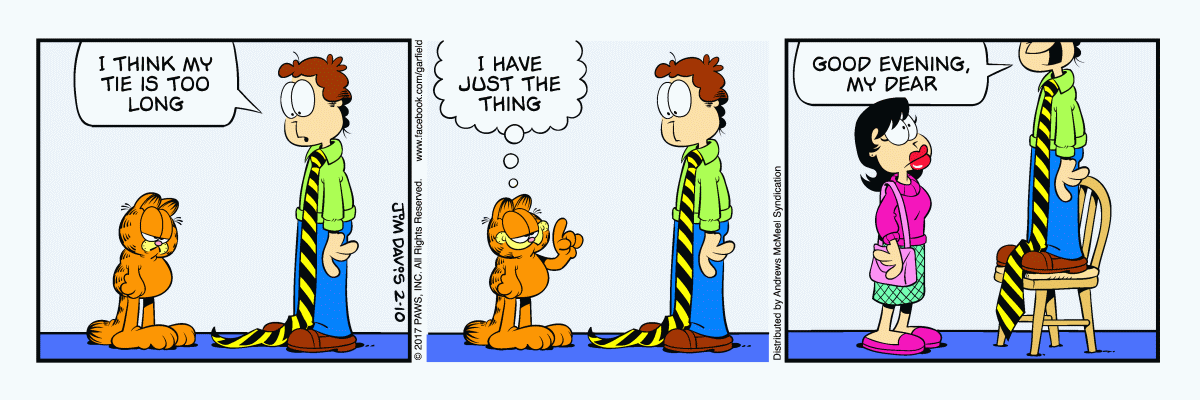 I THINK MY
TIE IS TOO
LONG
JIM DAVIS 2-10
© 2017 PAWS, INC. All Rights Reserved. www.facebook.com/garfield
I HAVE
JUST THE
THING
Distributed by Andrews McMeel Syndication
GOOD EVENING,
MY DEAR